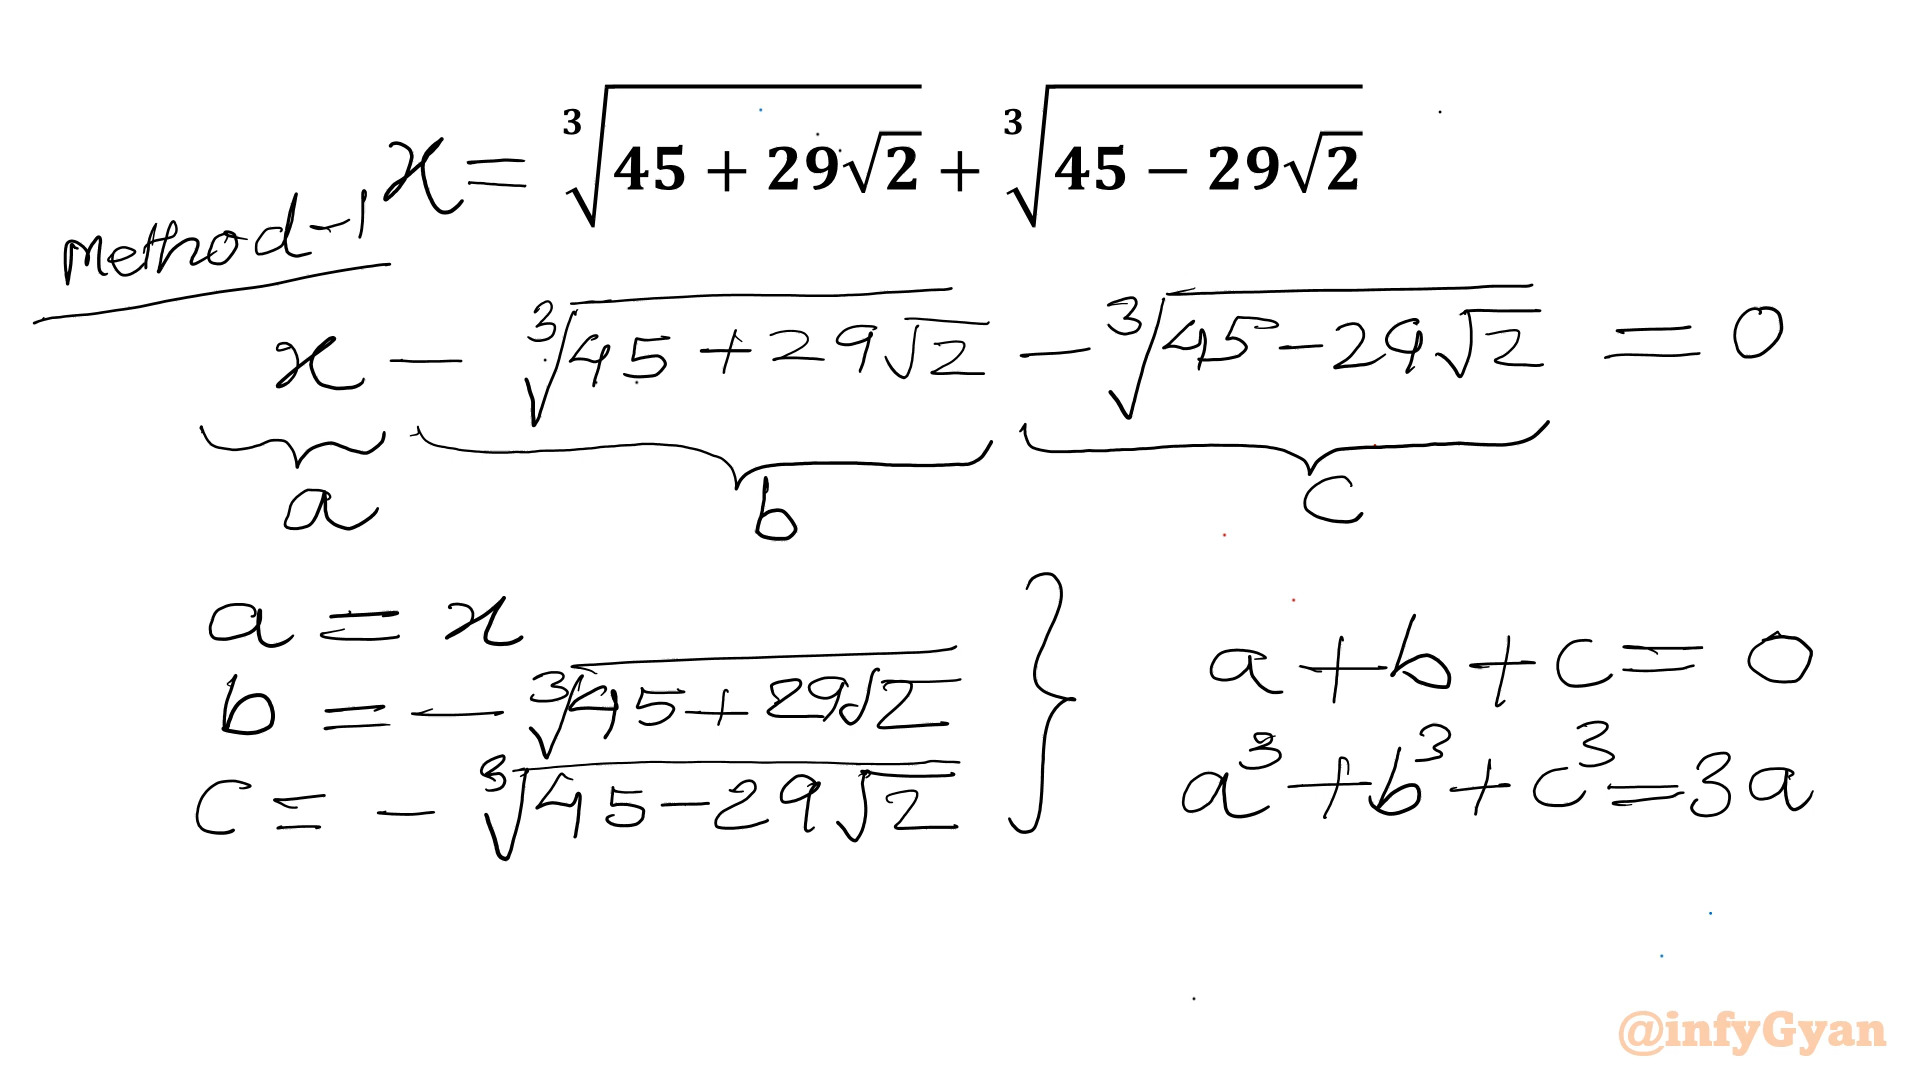 x = ∛(45 + 29√2) + ∛(45 − 29√2)
Method-1
x − ∛(45 + 29√2) − ∛(45 − 29√2) = 0
a b c
a = x
b = − ∛(45 + 29√2)
c = − ∛(45 − 29√2)
a + b + c = 0
a³ + b³ + c³ = 3a
@infyGyan